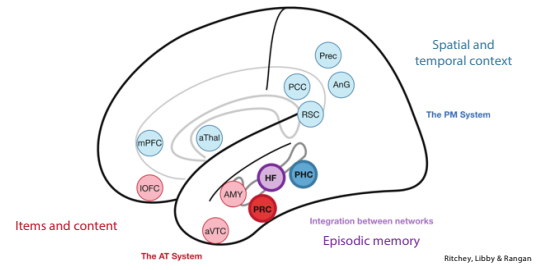 Spatial and
temporal context
Prec
PCC
AnG
RSC
The PM System
mPFC
aThal
HF
PHC
lOFC
AMY
PRC
Integration between networks
Items and content
aVTC
Episodic memory
The AT System
Ritchey, Libby & Rangan